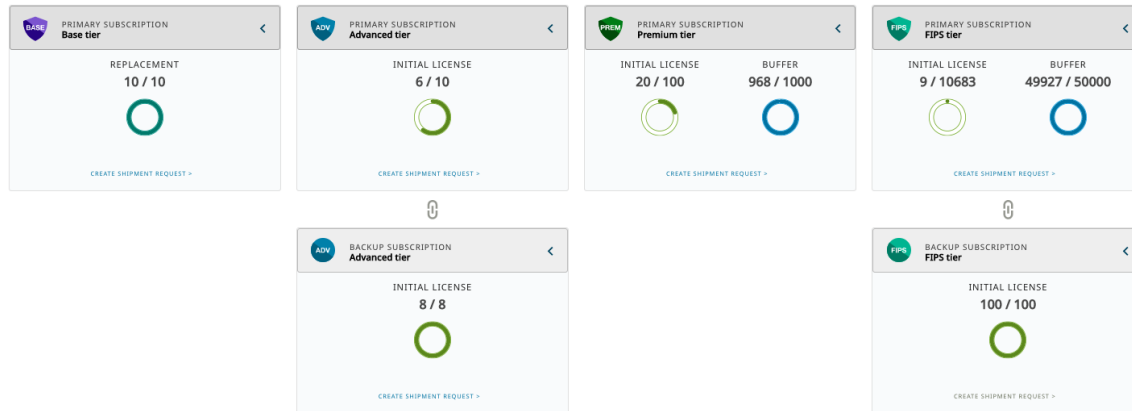 BASE
PRIMARY SUBSCRIPTION
Base tier
REPLACEMENT
10 / 10
CREATE SHIPMENT REQUEST >
ADV
PRIMARY SUBSCRIPTION
Advanced tier
INITIAL LICENSE
6 / 10
CREATE SHIPMENT REQUEST >
PREM
PRIMARY SUBSCRIPTION
Premium tier
INITIAL LICENSE
20 / 100
BUFFER
968 / 1000
CREATE SHIPMENT REQUEST >
FIPS
PRIMARY SUBSCRIPTION
FIPS tier
INITIAL LICENSE
9 / 10683
BUFFER
49927 / 50000
CREATE SHIPMENT REQUEST >
ADV
BACKUP SUBSCRIPTION
Advanced tier
INITIAL LICENSE
8 / 8
CREATE SHIPMENT REQUEST >
FIPS
BACKUP SUBSCRIPTION
FIPS tier
INITIAL LICENSE
100 / 100
CREATE SHIPMENT REQUEST >